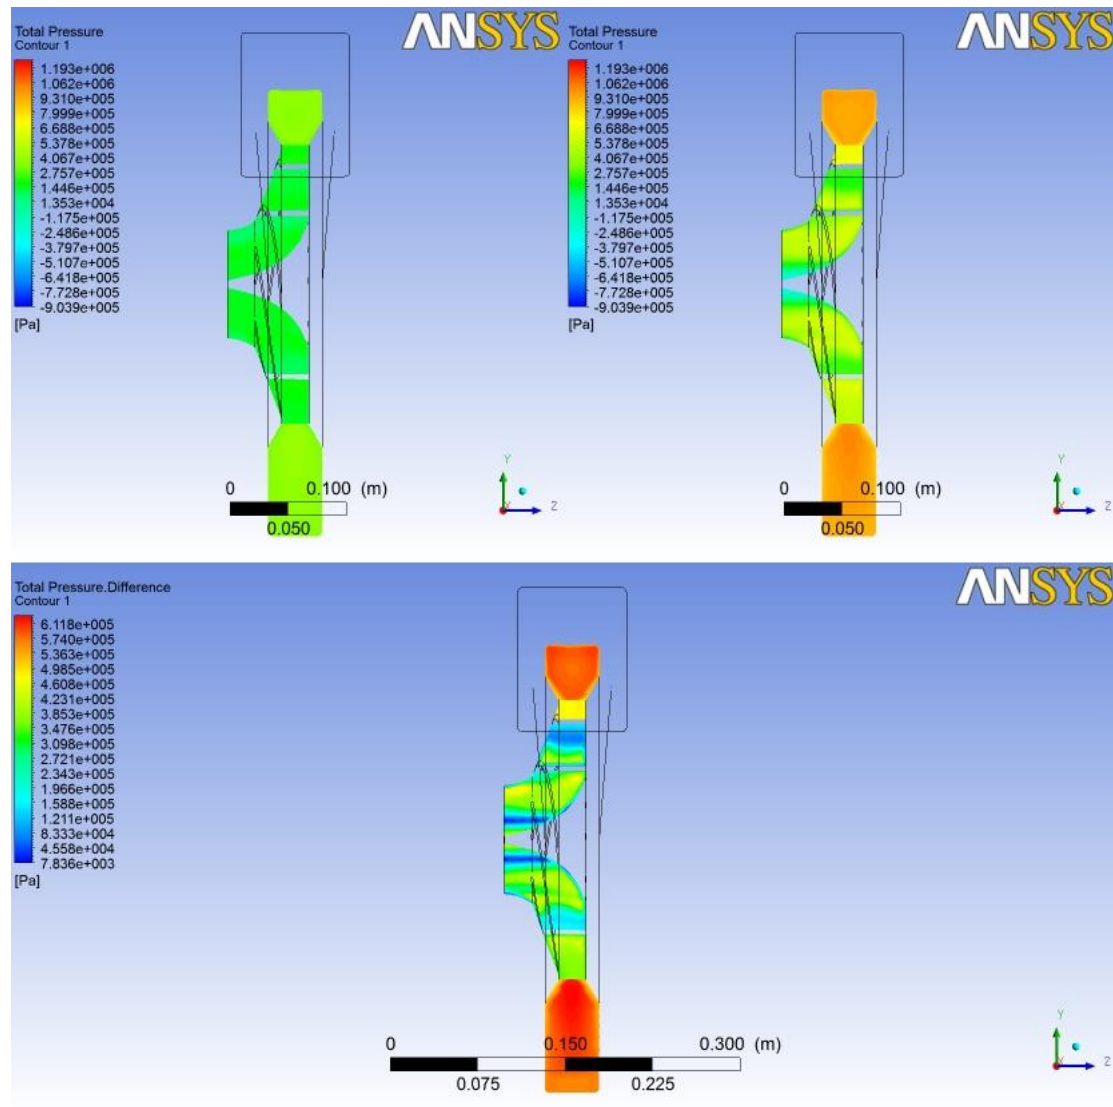 Total Pressure
Contour 1
1.193e+006
1.062e+006
9.310e+005
7.999e+005
6.688e+005
5.378e+005
4.067e+005
2.757e+005
1.446e+005
1.353e+004
-1.175e+005
-2.486e+005
-3.797e+005
-5.107e+005
-6.418e+005
-7.728e+005
-9.039e+005
[Pa]
ANSYS
0 0.100 (m)
0.050
Y
X
Z
Total Pressure
Contour 1
1.193e+006
1.062e+006
9.310e+005
7.999e+005
6.688e+005
5.378e+005
4.067e+005
2.757e+005
1.446e+005
1.353e+004
-1.175e+005
-2.486e+005
-3.797e+005
-5.107e+005
-6.418e+005
-7.728e+005
-9.039e+005
[Pa]
ANSYS
0 0.100 (m)
0.050
Y
X
Z
Total Pressure.Difference
Contour 1
6.118e+005
5.740e+005
5.363e+005
4.985e+005
4.608e+005
4.231e+005
3.853e+005
3.476e+005
3.098e+005
2.721e+005
2.343e+005
1.966e+005
1.588e+005
1.211e+005
8.333e+004
4.558e+004
7.836e+003
[Pa]
ANSYS
0 0.150 0.300 (m)
0.075 0.225
Y
X
Z